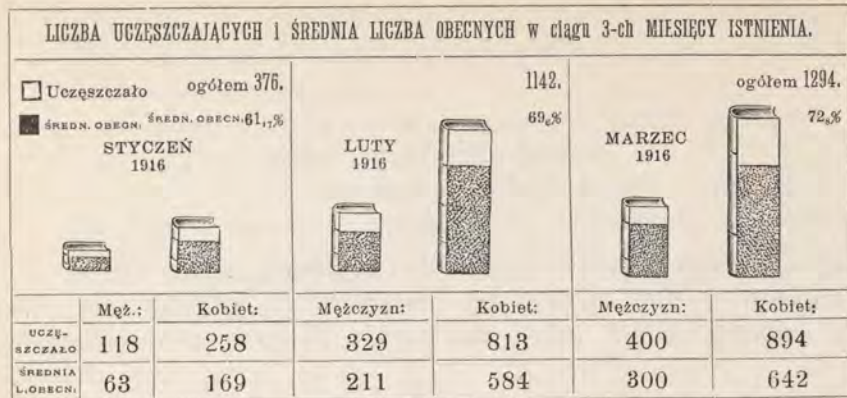 LICZBA UCZĘSZCZAJĄCYCH i ŚREDNIA LICZBA OBECNYCH w ciągu 3-ch MIESIĘCY ISTNIENIA.
Uczęszczało ogółem 376.
ŚREDN. OBECN. ŚREDN. OBECN. 61,17%
STYCZEŃ
1916
1142.
69,6%
LUTY
1916
ogółem 1294.
72,8%
MARZEC
1916
Męż.: Kobiet: Mężczyzn: Kobiet: Mężczyzn: Kobiet:
UCZĘ-
SZCZAŁO 118 258 329 813 400 894
ŚREDNIA
L. OBECN: 63 169 211 584 300 642